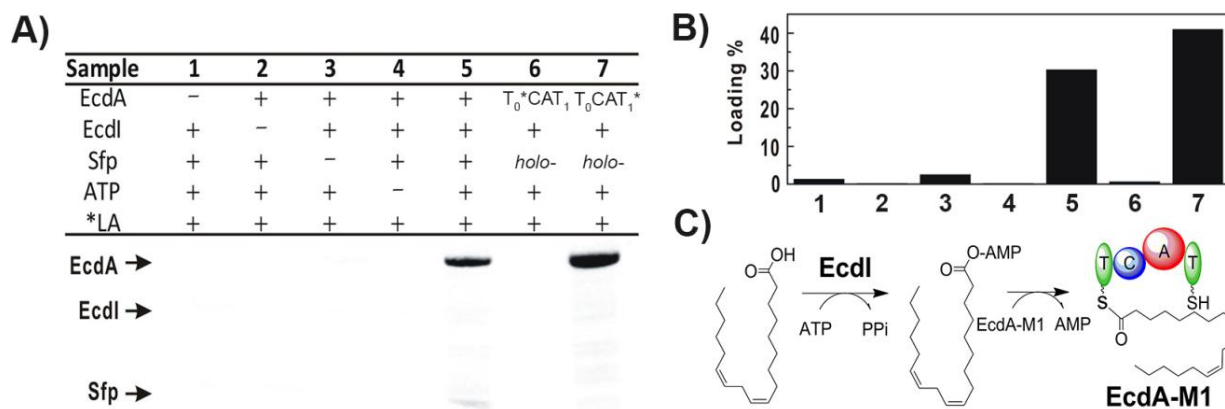 A)
Sample 1 2 3 4 5 6 7
EcdA – + + + + T₀*CAT₁ T₀CAT₁*
EcdI + – + + + + +
Sfp + + – + + holo- holo-
ATP + + + – + + +
*LA + + + + + + +
EcdA
EcdI
Sfp
B)
Loading %
40
30
20
10
0
1 2 3 4 5 6 7
C)
O OH
EcdI
ATP PPi
O O-AMP
EcdA-M1 AMP
T C A T
S SH
O
EcdA-M1